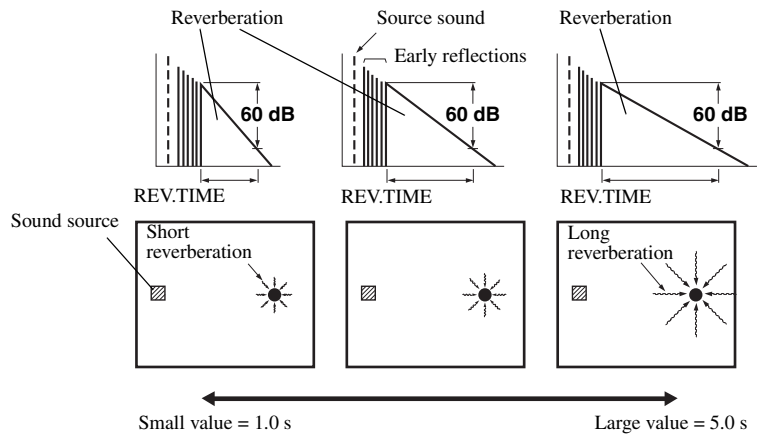 Reverberation
Source sound
Reverberation
Early reflections
60 dB
60 dB
60 dB
REV.TIME
REV.TIME
REV.TIME
Sound source
Short
reverberation
Long
reverberation
Small value = 1.0 s
Large value = 5.0 s